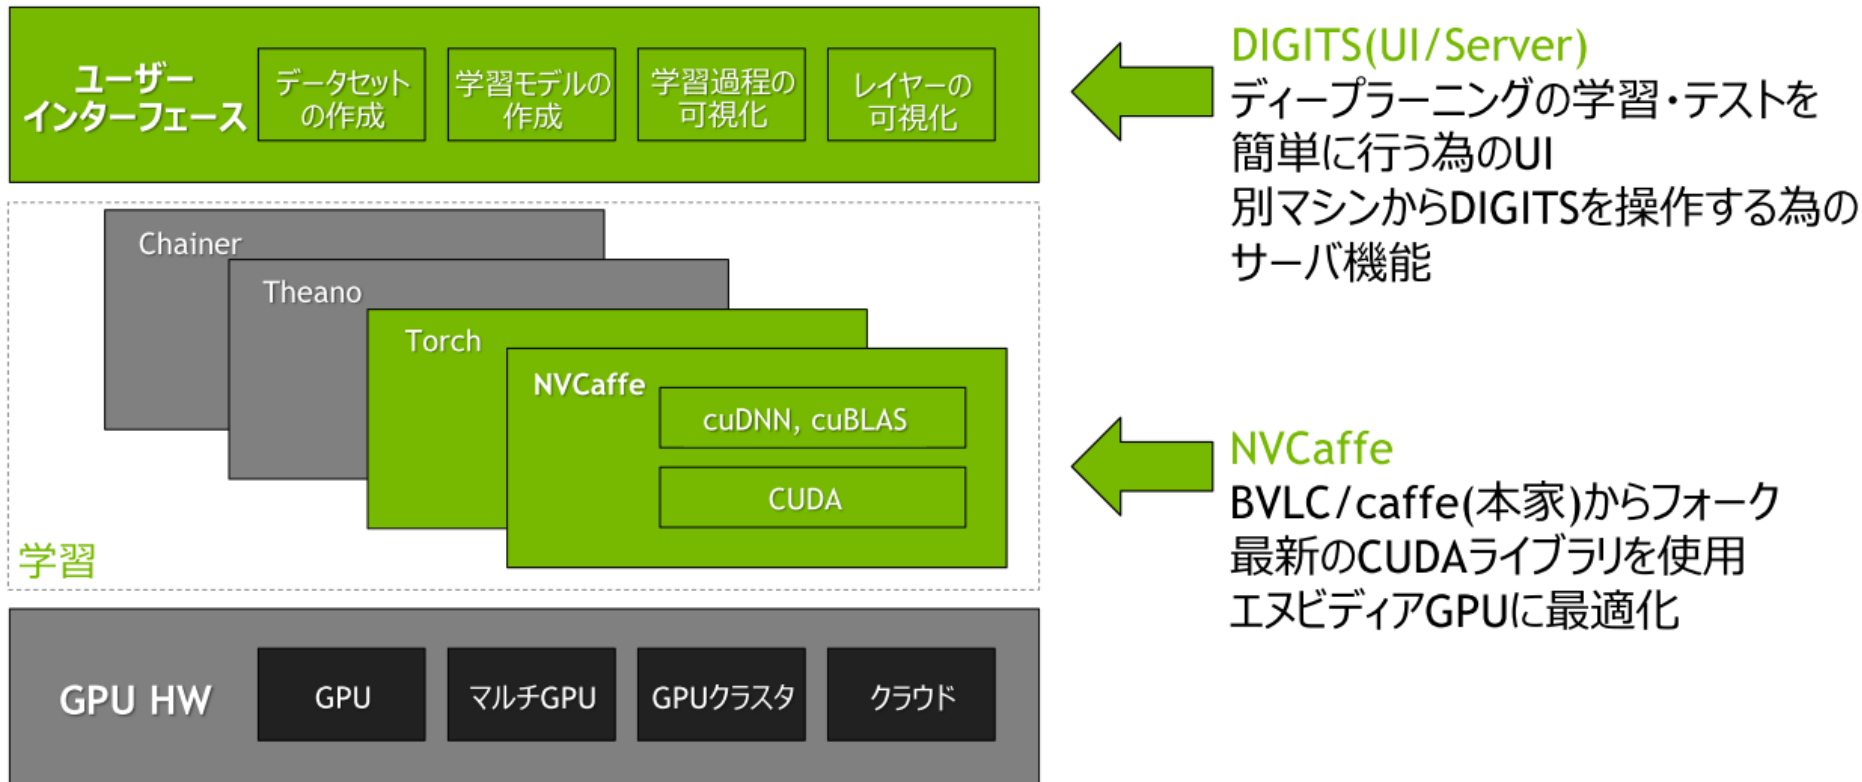 ユーザー
インターフェース
データセット
の作成
学習モデルの
作成
学習過程の
可視化
レイヤーの
可視化
DIGITS(UI/Server)
ディープラーニングの学習・テストを
簡単に行う為のUI
別マシンからDIGITSを操作する為の
サーバ機能
Chainer
Theano
Torch
NVCaffe
cuDNN, cuBLAS
CUDA
学習
NVCaffe
BVLC/caffe(本家)からフォーク
最新のCUDAライブラリを使用
エヌビディアGPUに最適化
GPU HW
GPU
マルチGPU
GPUクラスタ
クラウド